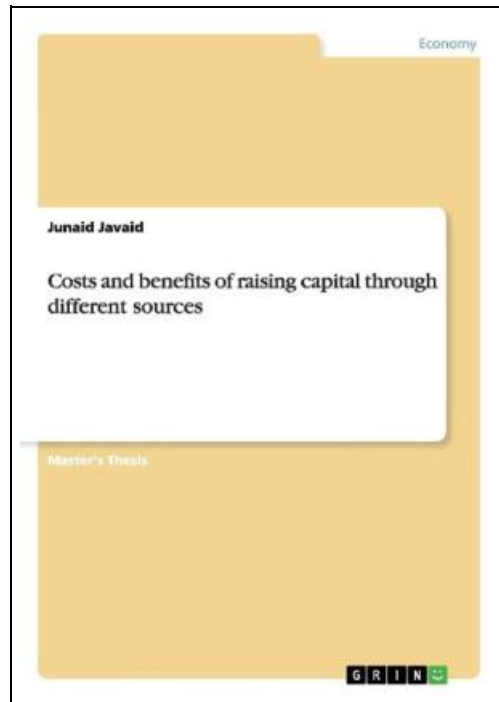 Economy
Junaid Javaid
Costs and benefits of raising capital through
different sources
Master's Thesis
GRIN